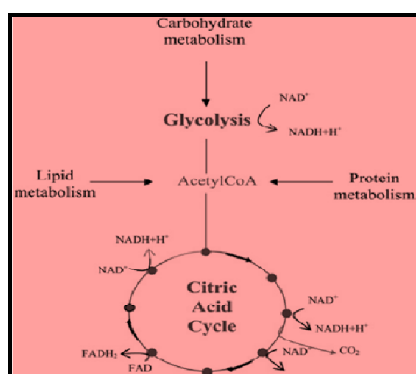 Carbohydrate
metabolism
Glycolysis
NAD⁺
NADH+H⁺
Lipid
metabolism
AcetylCoA
Protein
metabolism
NADH+H⁺
NAD⁺
Citric
Acid
Cycle
NAD⁺
NADH+H⁺
CO₂
NAD⁺
FADH₂
FAD